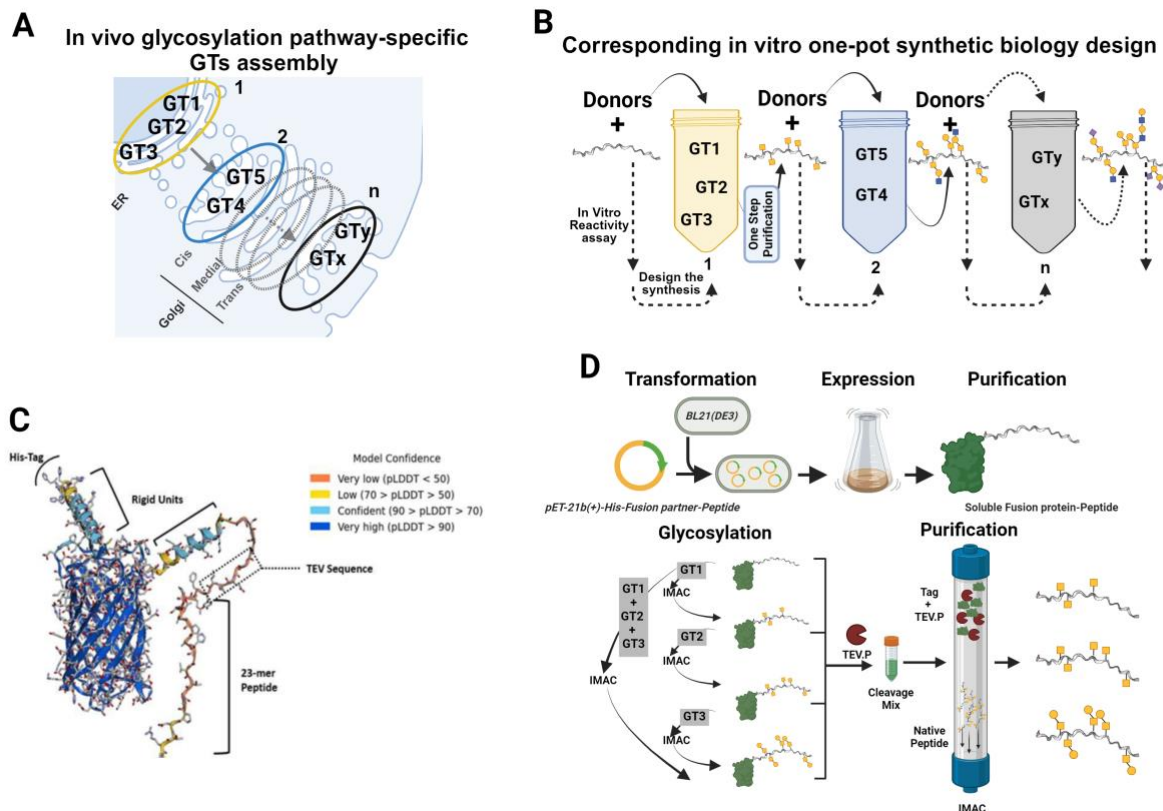 A
In vivo glycosylation pathway-specific
GTs assembly
1
GT1
GT2
GT3
2
GT5
GT4
n
GTy
GTx
ER
Cis
Medial
Trans
Golgi
B
Corresponding in vitro one-pot synthetic biology design
Donors
+
Donors
+
Donors
+
GT1
GT2
GT3
GT5
GT4
GTy
GTx
In Vitro
Reactivity
assay
One Step
Purification
Design the
synthesis
1
2
n
C
His-Tag
Rigid Units
Model Confidence
Very low (pLDDT < 50)
Low (70 > pLDDT > 50)
Confident (90 > pLDDT > 70)
Very high (pLDDT > 90)
TEV Sequence
23-mer
Peptide
D
Transformation
Expression
Purification
BL21(DE3)
pET-21b(+)-His-Fusion partner-Peptide
Soluble Fusion protein-Peptide
Glycosylation
Purification
GT1
+
GT2
+
GT3
IMAC
GT1
IMAC
GT2
IMAC
GT3
IMAC
TEV.P
Cleavage
Mix
Tag
+
TEV.P
Native
Peptide
IMAC